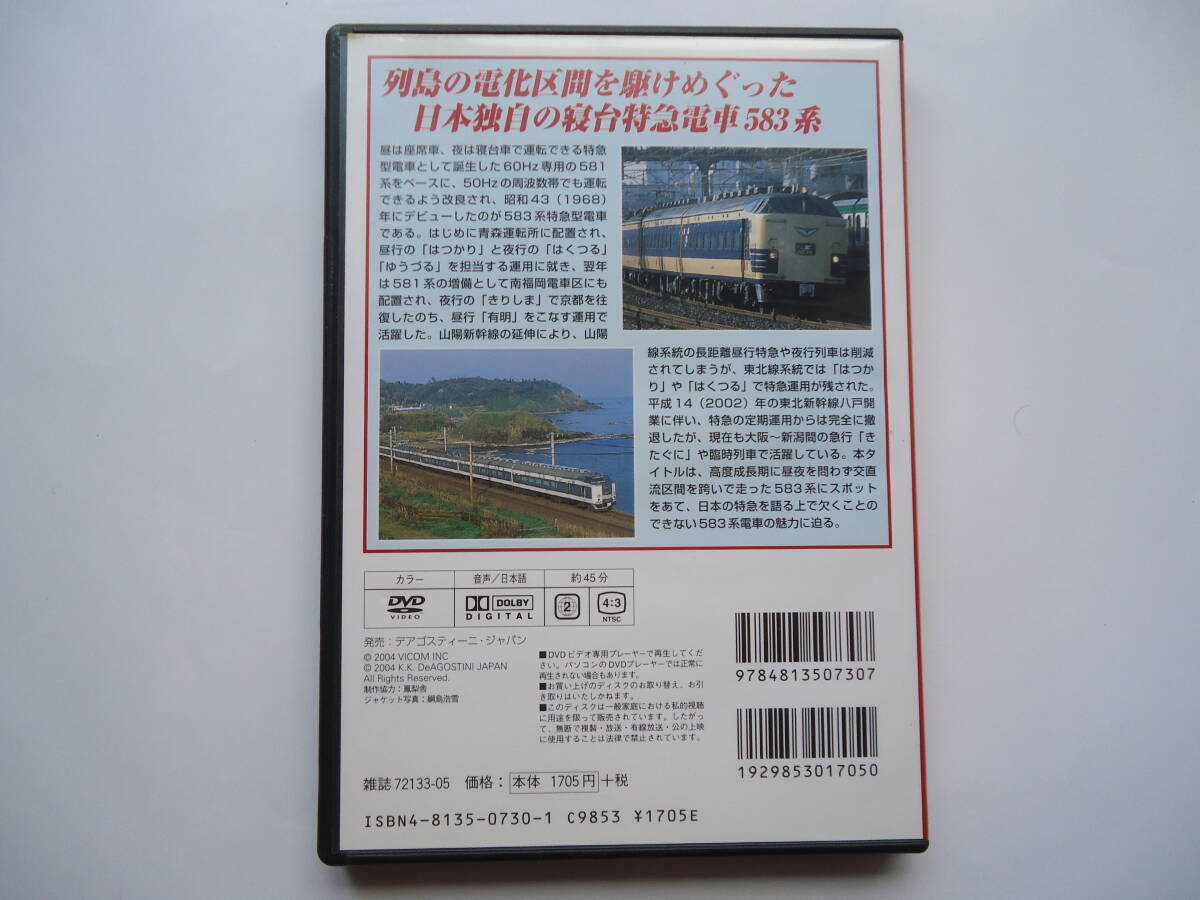 列島の電化区間を駆けめぐった
日本独自の寝台特急電車583系
昼は座席車、夜は寝台車で運転できる特急
型電車として誕生した60Hz専用の581
系をベースに、50Hzの周波数帯でも運転
できるよう改良され、昭和43(1968)
年にデビューしたのが583系特急型電車
である。はじめに青森運転所に配置され、
昼行の「はつかり」と夜行の「はくつる」
「ゆうづる」を担当する運用に就き、翌年
は581系の増備として南福岡電車区にも
配置され、夜行の「きりしま」で京都を往
復したのち、昼行「有明」をこなす運用で
活躍した。山陽新幹線の延伸により、山陽
線系統の長距離昼行特急や夜行列車は削減
されてしまうが、東北線系統では「はつか
り」や「はくつる」で特急運用が残された。
平成14(2002)年の東北新幹線八戸開
業に伴い、特急の定期運用からは完全に撤
退したが、現在も大阪〜新潟間の急行「き
たぐに」や臨時列車で活躍している。本タ
イトルは、高度成長期に昼夜を問わず交直
流区間を跨いで走った583系にスポット
をあて、日本の特急を語る上で欠くことの
できない583系電車の魅力に迫る。
カラー 音声/日本語 約45分
DVD VIDEO DOLBY DIGITAL 2 4:3 NTSC
発売:デアゴスティーニ・ジャパン
© 2004 VICOM INC
© 2004 K.K. DeAGOSTINI JAPAN
All Rights Reserved.
制作協力:鳳梨舎
ジャケット写真:綱島浩雪
■DVDビデオ専用プレーヤーで再生してくだ
さい。パソコンのDVDプレーヤーでは正常に
再生されない場合もあります。
■お買い上げのディスクのお取り替え、お引
き取りはいたしかねます。
■このディスクは一般家庭における私的視聴
に用途を限って販売されています。したがっ
て、無断で複製・放送・有線放送・公の上映
に使用することは法律で禁止されています。
9784813507307
1929853017050
雑誌72133-05 価格:本体 1705円+税
ISBN4-8135-0730-1 C9853 ¥1705E